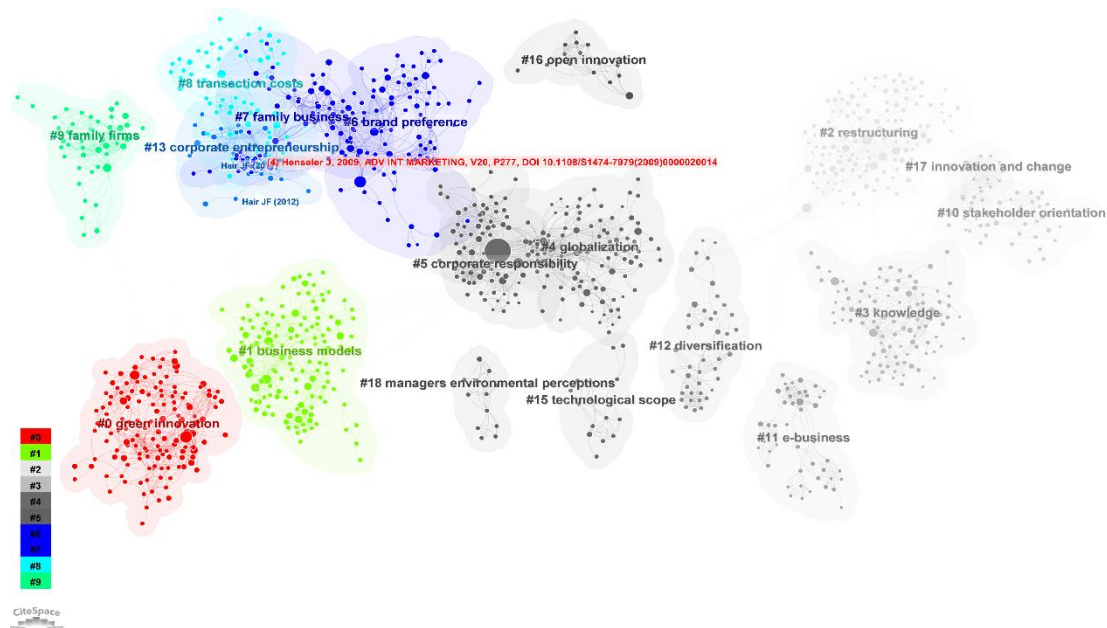 #16 open innovation
#8 transaction costs
#7 family business
#6 brand preference
#9 family firms
#13 corporate entrepreneurship
#2 restructuring
#17 innovation and change
Hair JF (20
(4) Henseler J, 2009, ADV INT MARKETING, V20, P277, DOI 10.1108/S1474-7979(2009)0000020014
Hair JF (2012)
#10 stakeholder orientation
#4 globalization
#5 corporate responsibility
#3 knowledge
#1 business models
#12 diversification
#18 managers environmental perceptions
#15 technological scope
#0 green innovation
#11 e-business
#0
#1
#2
#3
#4
#5
#6
#7
#8
#9
CiteSpace